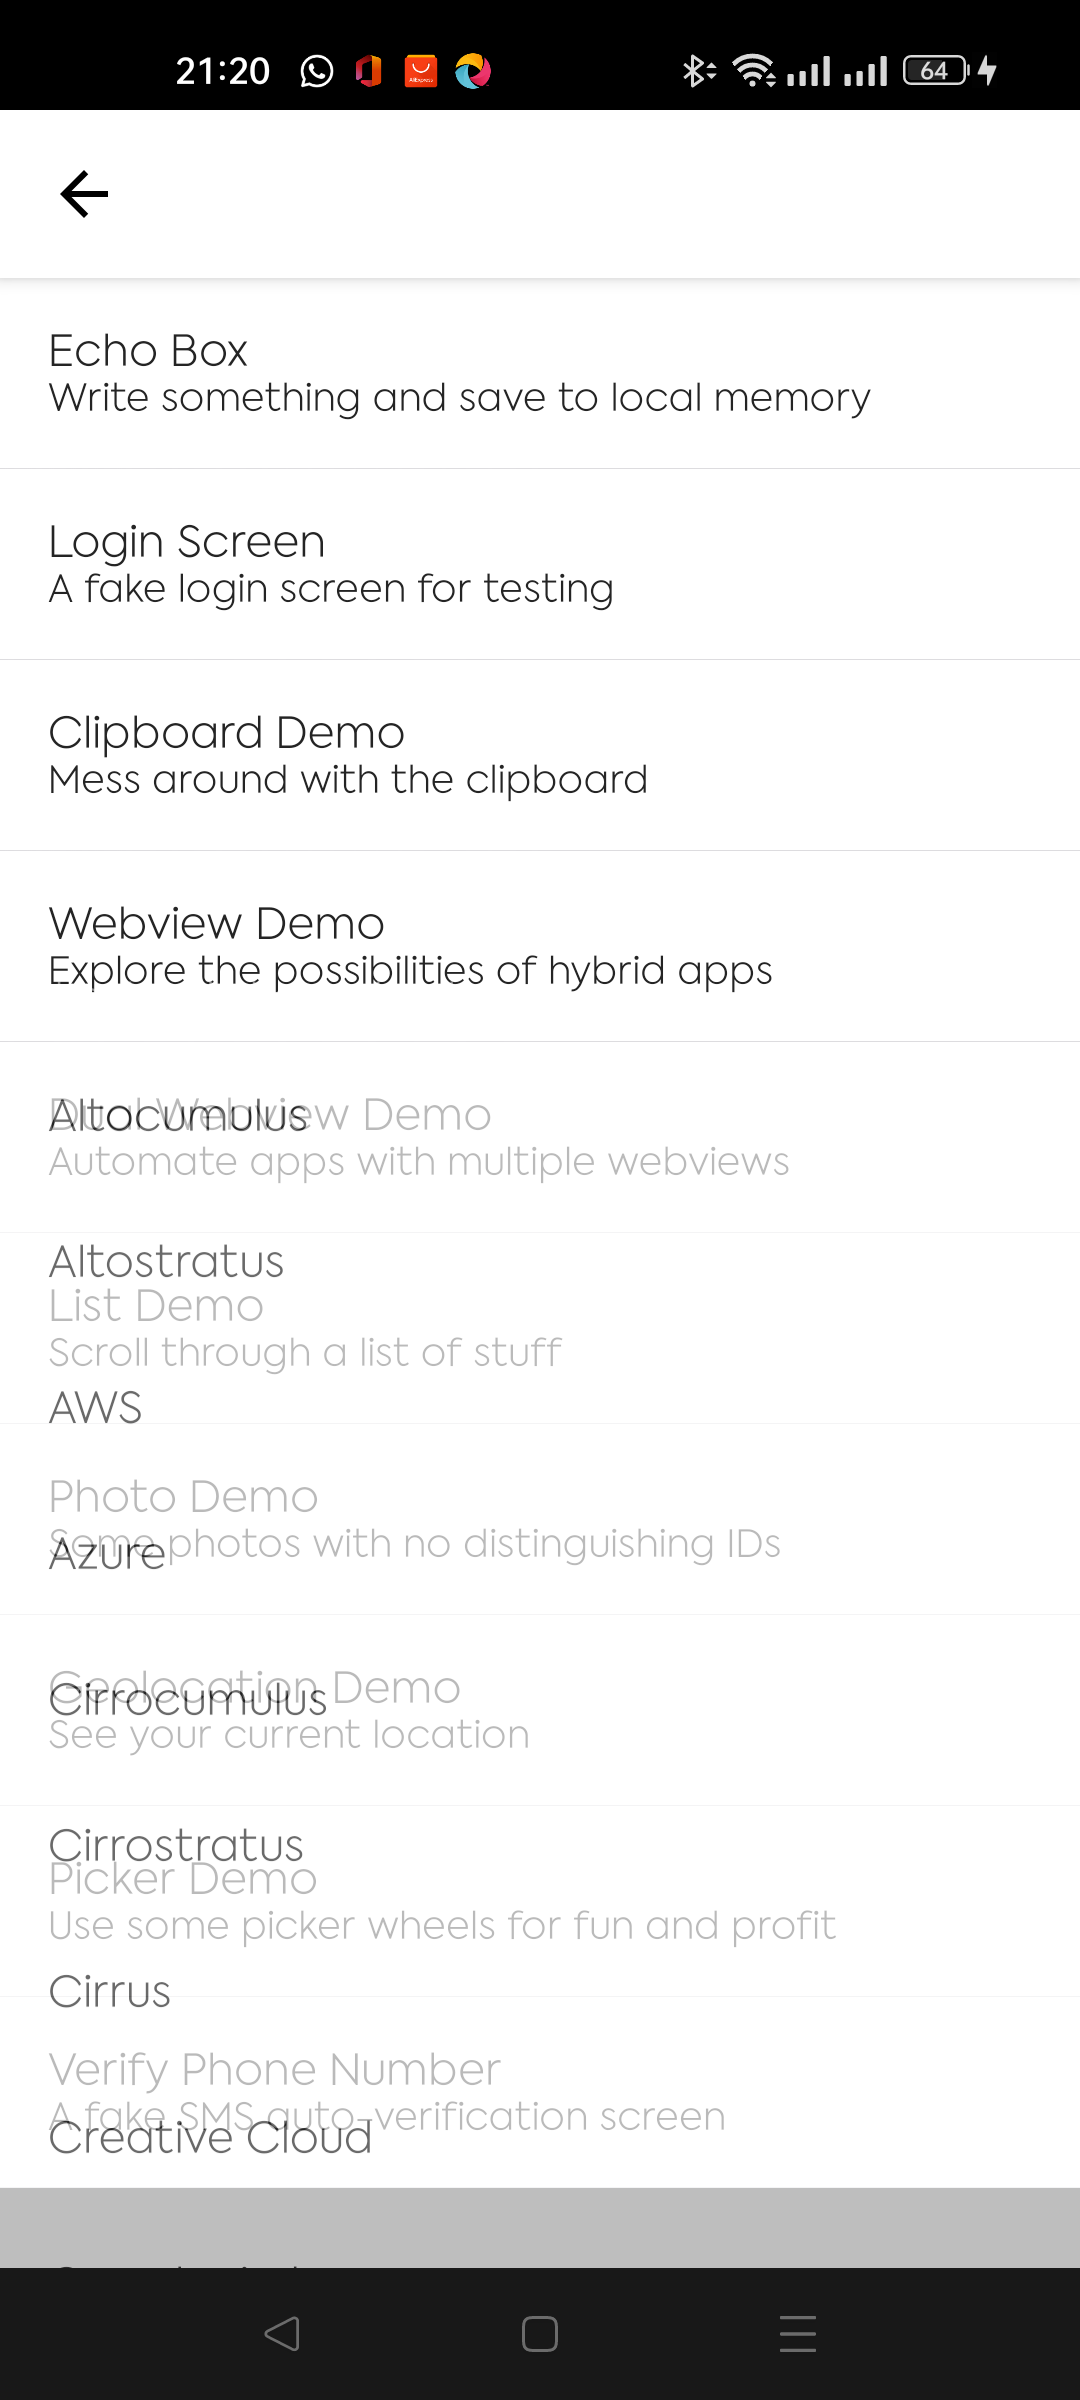 21:20
64
Echo Box
Write something and save to local memory
Login Screen
A fake login screen for testing
Clipboard Demo
Mess around with the clipboard
Webview Demo
Explore the possibilities of hybrid apps
Altocumulus
Dual Webview Demo
Automate apps with multiple webviews
Altostratus
List Demo
Scroll through a list of stuff
AWS
Photo Demo
Some photos with no distinguishing IDs
Azure
Geolocation Demo
Cirrocumulus
See your current location
Cirrostratus
Picker Demo
Use some picker wheels for fun and profit
Cirrus
Verify Phone Number
A fake SMS auto-verification screen
Creative Cloud